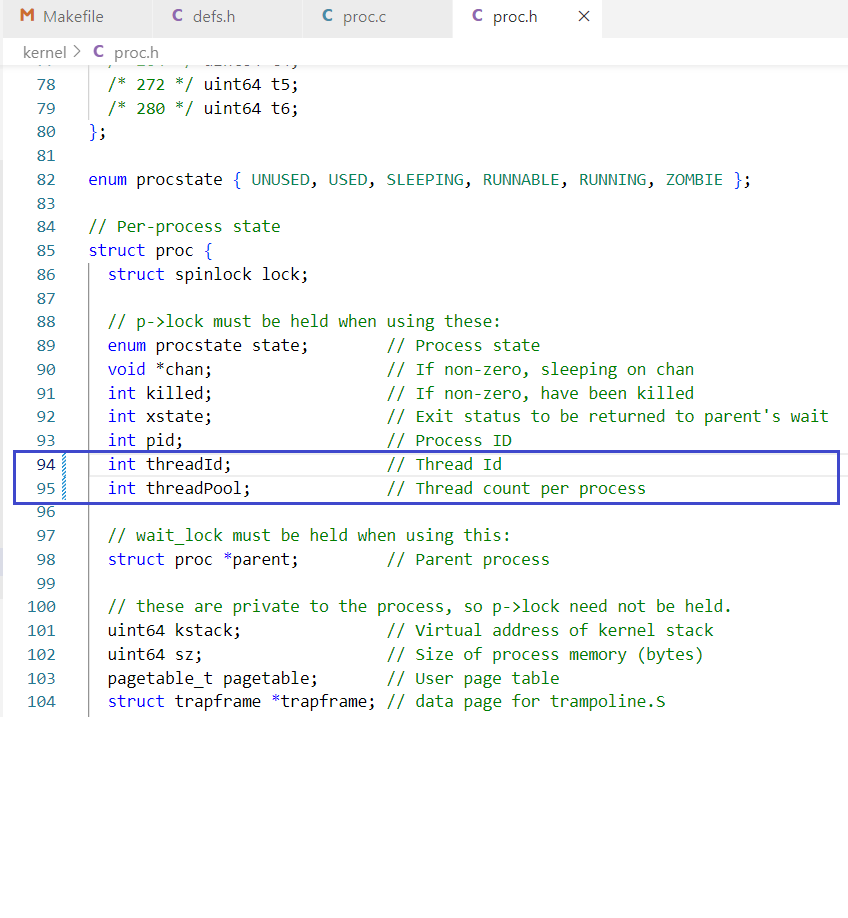 M Makefile C defs.h C proc.c C proc.h ×
kernel > C proc.h
78 /* 272 */ uint64 t5;
79 /* 280 */ uint64 t6;
80 };
81
82 enum procstate { UNUSED, USED, SLEEPING, RUNNABLE, RUNNING, ZOMBIE };
83
84 // Per-process state
85 struct proc {
86 struct spinlock lock;
87
88 // p->lock must be held when using these:
89 enum procstate state; // Process state
90 void *chan; // If non-zero, sleeping on chan
91 int killed; // If non-zero, have been killed
92 int xstate; // Exit status to be returned to parent's wait
93 int pid; // Process ID
94 int threadId; // Thread Id
95 int threadPool; // Thread count per process
96
97 // wait_lock must be held when using this:
98 struct proc *parent; // Parent process
99
100 // these are private to the process, so p->lock need not be held.
101 uint64 kstack; // Virtual address of kernel stack
102 uint64 sz; // Size of process memory (bytes)
103 pagetable_t pagetable; // User page table
104 struct trapframe *trapframe; // data page for trampoline.S